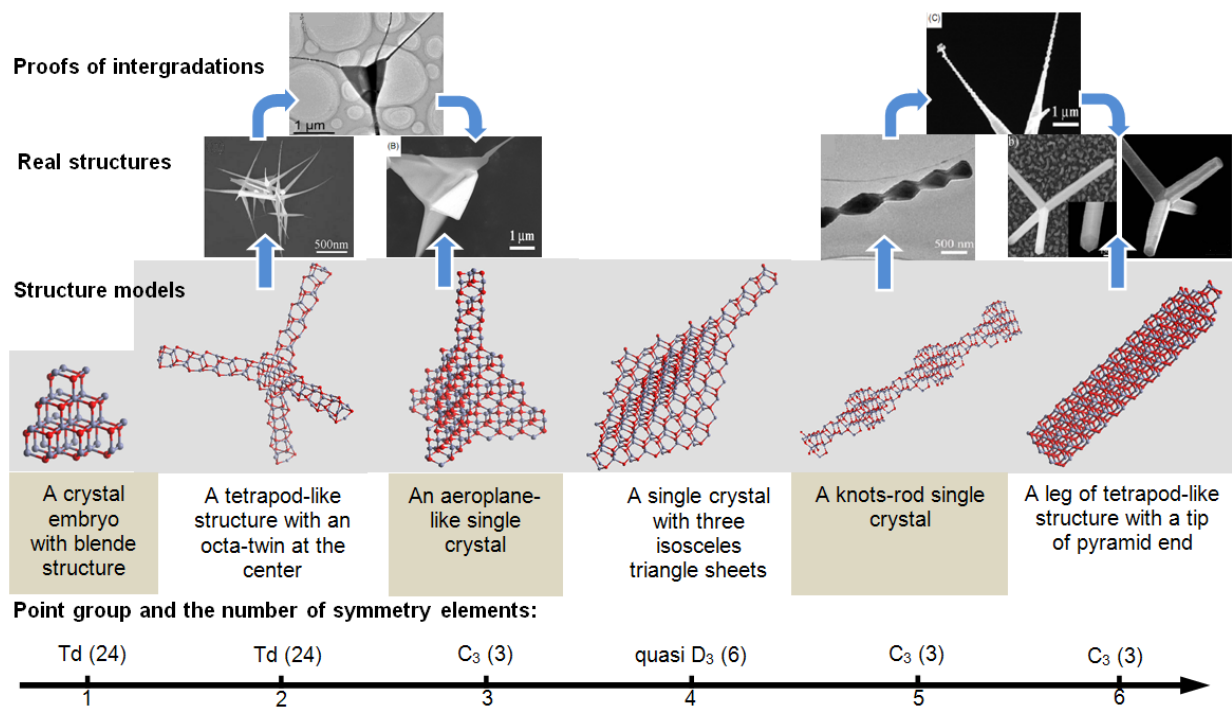 Proofs of intergradations
1 μm
(C)
1 μm
Real structures
500nm
(B)
1 μm
500 nm
b)
Structure models
A crystal
embryo
with blende
structure
A tetrapod-like
structure with an
octa-twin at the
center
An aeroplane-
like single
crystal
A single crystal
with three
isosceles
triangle sheets
A knots-rod single
crystal
A leg of tetrapod-like
structure with a tip
of pyramid end
Point group and the number of symmetry elements:
Td (24)
Td (24)
C₃ (3)
quasi D₃ (6)
C₃ (3)
C₃ (3)
1
2
3
4
5
6